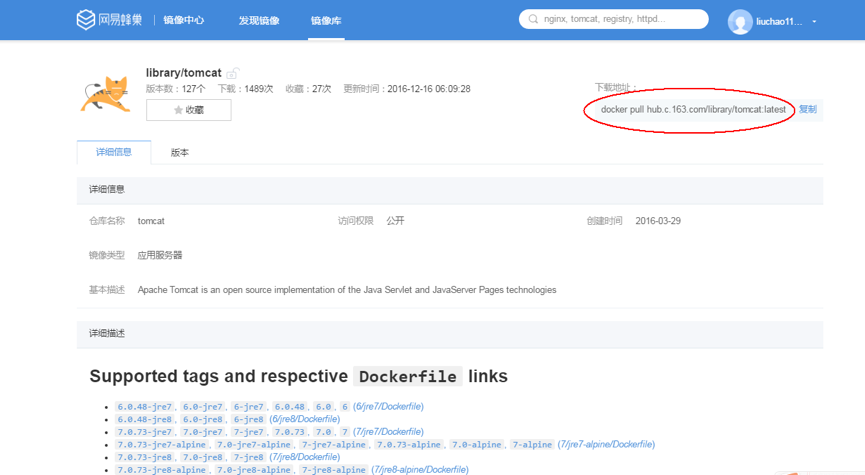 网易蜂巢 镜像中心 发现镜像 镜像库 nginx, tomcat, registry, httpd... liuchao11...
library/tomcat
版本数：127个 下载：1489次 收藏：27次 更新时间：2016-12-16 06:09:28
下载地址：
收藏
docker pull hub.c.163.com/library/tomcat:latest 复制
详细信息 版本
详细信息
仓库名称 tomcat 访问权限 公开 创建时间 2016-03-29
镜像类型 应用服务器
基本描述 Apache Tomcat is an open source implementation of the Java Servlet and JavaServer Pages technologies
详细描述
Supported tags and respective Dockerfile links
6.0.48-jre7, 6.0-jre7, 6-jre7, 6.0.48, 6.0, 6 (6/jre7/Dockerfile)
6.0.48-jre8, 6.0-jre8, 6-jre8 (6/jre8/Dockerfile)
7.0.73-jre7, 7.0-jre7, 7-jre7, 7.0.73, 7.0, 7 (7/jre7/Dockerfile)
7.0.73-jre7-alpine, 7.0-jre7-alpine, 7-jre7-alpine, 7.0.73-alpine, 7.0-alpine, 7-alpine (7/jre7-alpine/Dockerfile)
7.0.73-jre8, 7.0-jre8, 7-jre8 (7/jre8/Dockerfile)
7.0.73-jre8-alpine, 7.0-jre8-alpine, 7-jre8-alpine (7/jre8-alpine/Dockerfile)